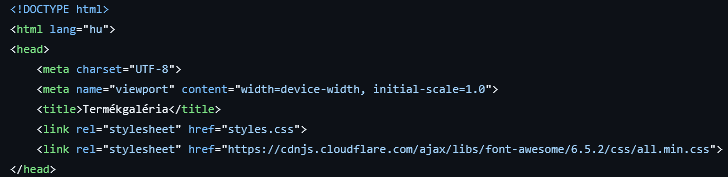 <!DOCTYPE html>
<html lang="hu">
<head>
    <meta charset="UTF-8">
    <meta name="viewport" content="width=device-width, initial-scale=1.0">
    <title>Termékgaléria</title>
    <link rel="stylesheet" href="styles.css">
    <link rel="stylesheet" href="https://cdnjs.cloudflare.com/ajax/libs/font-awesome/6.5.2/css/all.min.css">
</head>